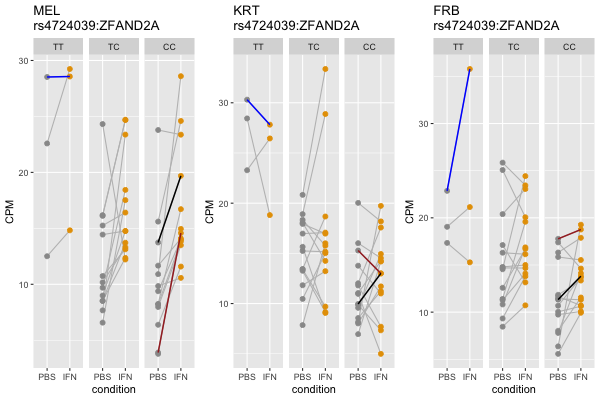 MEL
rs4724039:ZFAND2A
TT TC CC
30
20
10
CPM
PBS IFN PBS IFN PBS IFN
condition
KRT
rs4724039:ZFAND2A
TT TC CC
30
20
10
CPM
PBS IFN PBS IFN PBS IFN
condition
FRB
rs4724039:ZFAND2A
TT TC CC
30
20
10
CPM
PBS IFN PBS IFN PBS IFN
condition